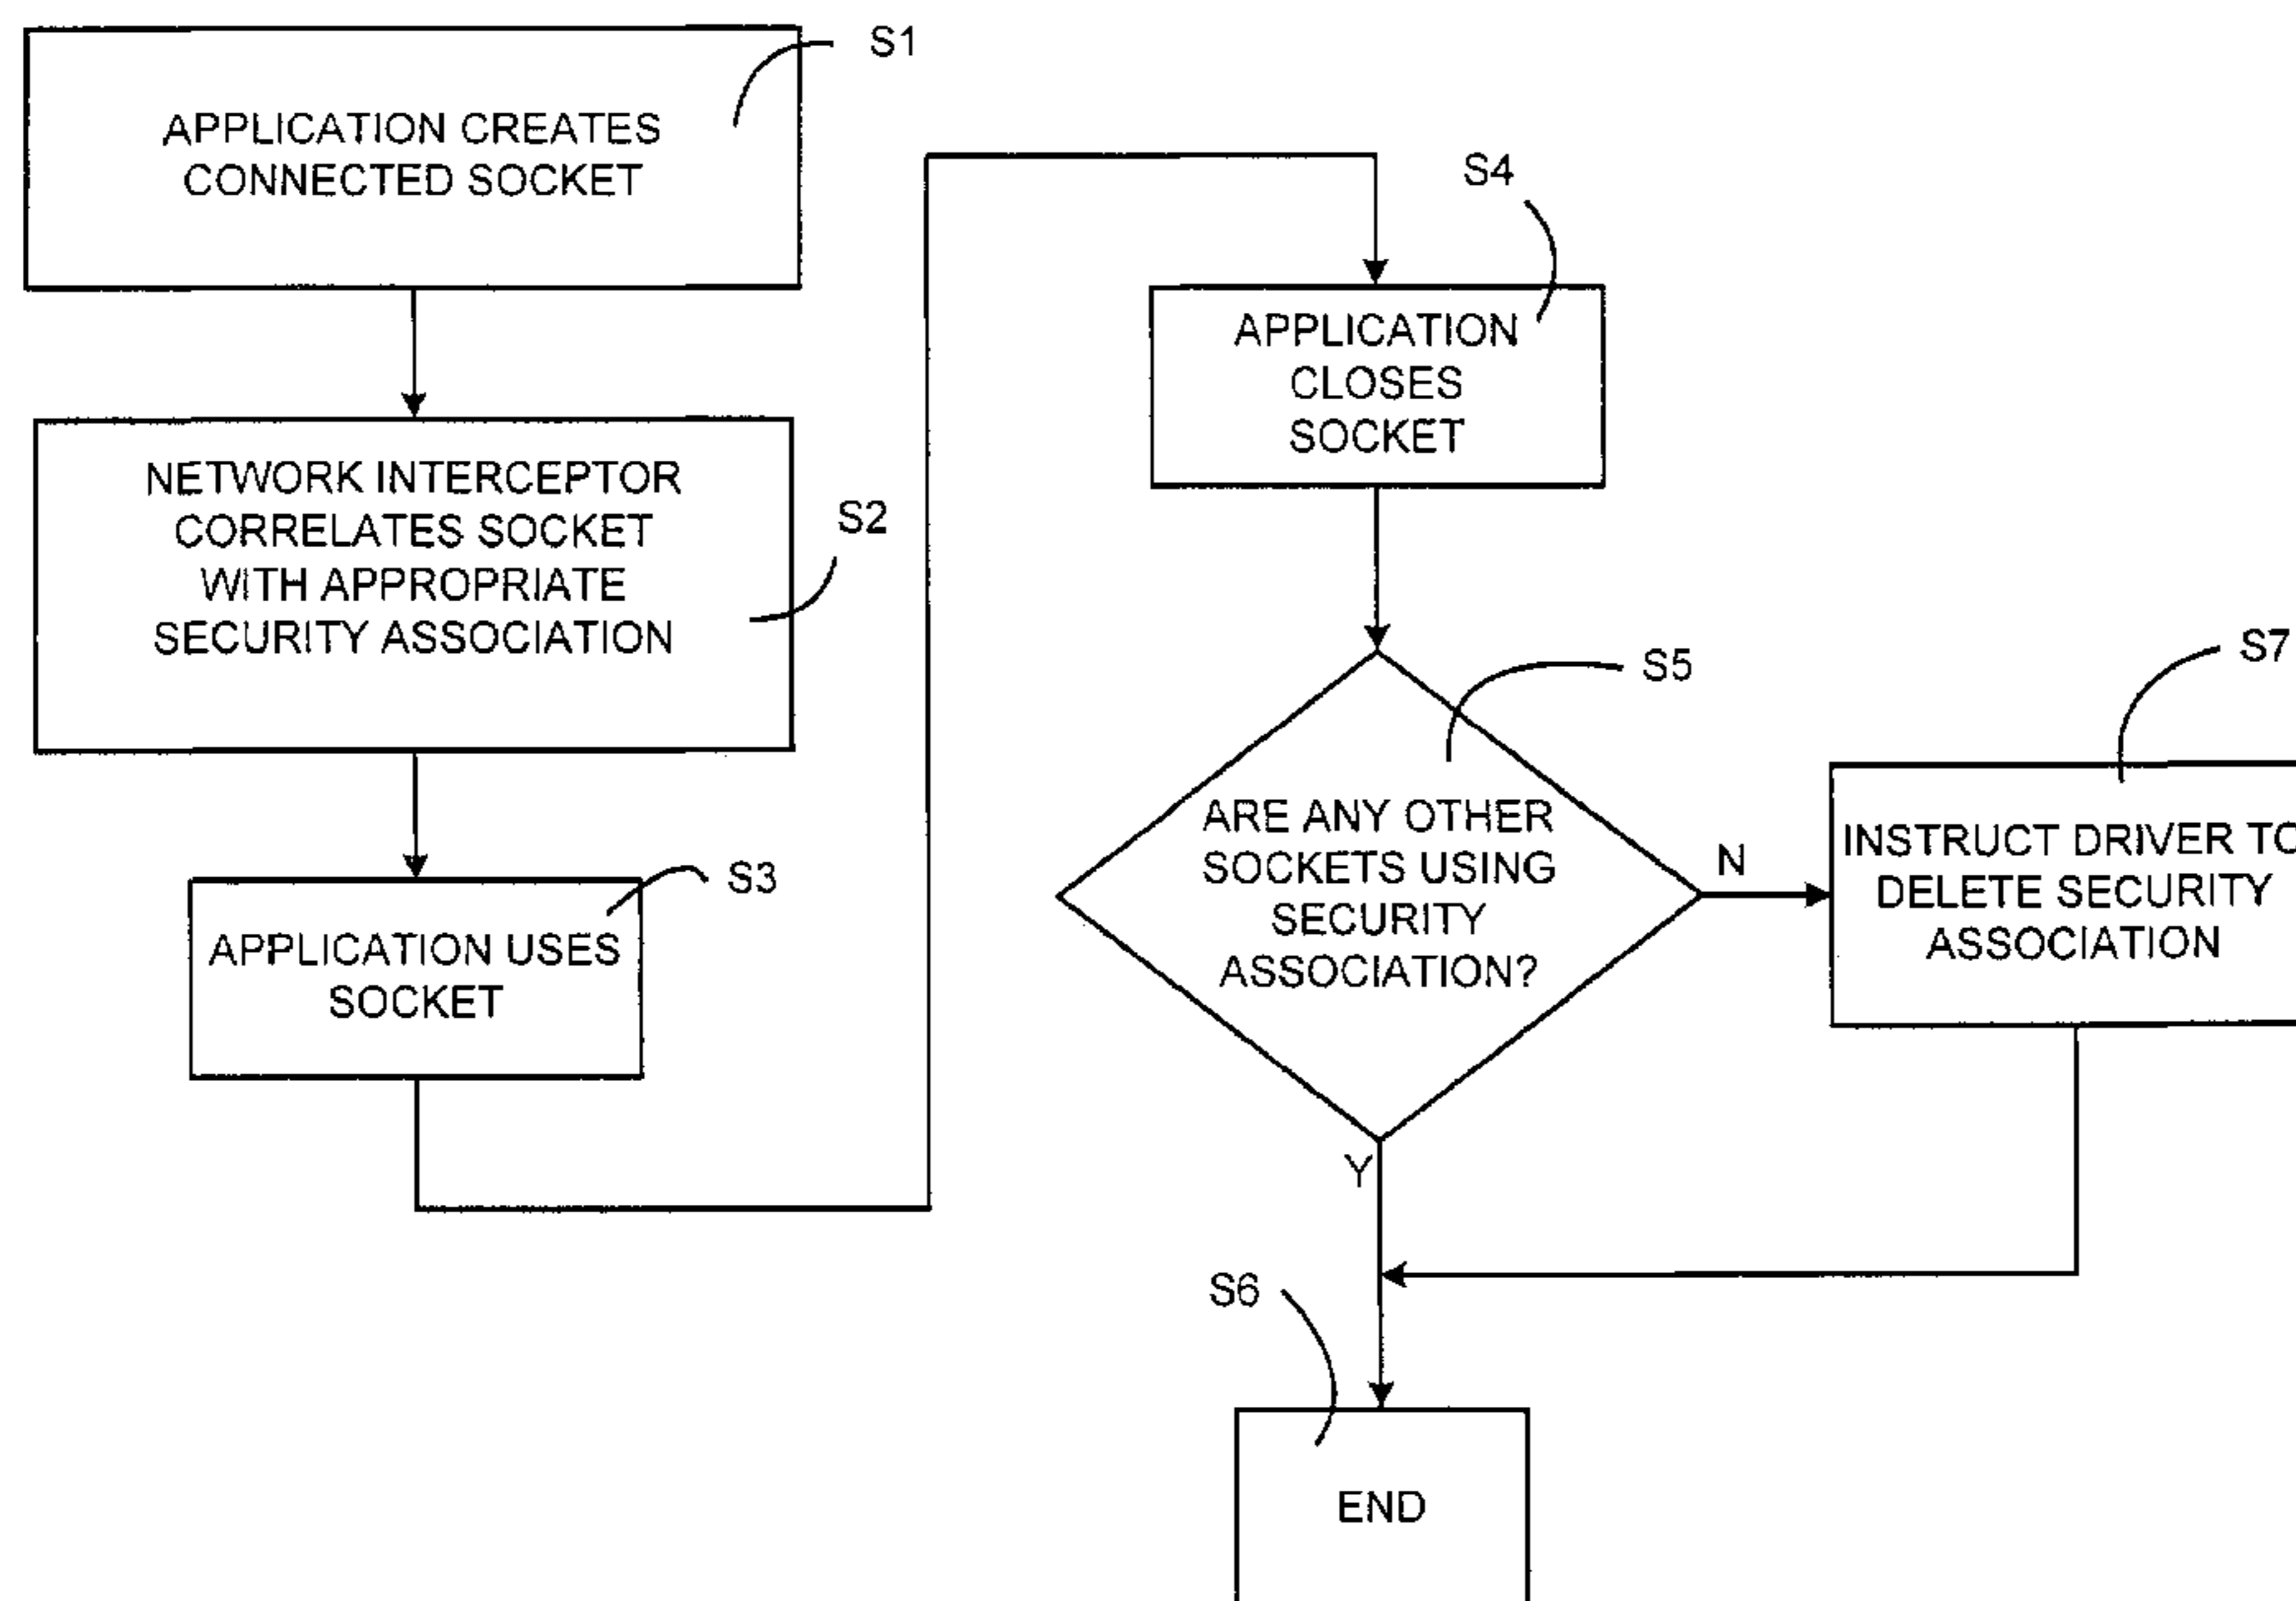 S1
APPLICATION CREATES
CONNECTED SOCKET
S2
NETWORK INTERCEPTOR
CORRELATES SOCKET
WITH APPROPRIATE
SECURITY ASSOCIATION
S3
APPLICATION USES
SOCKET
S4
APPLICATION
CLOSES
SOCKET
S5
ARE ANY OTHER
SOCKETS USING
SECURITY
ASSOCIATION?
N
Y
S7
INSTRUCT DRIVER TO
DELETE SECURITY
ASSOCIATION
S6
END